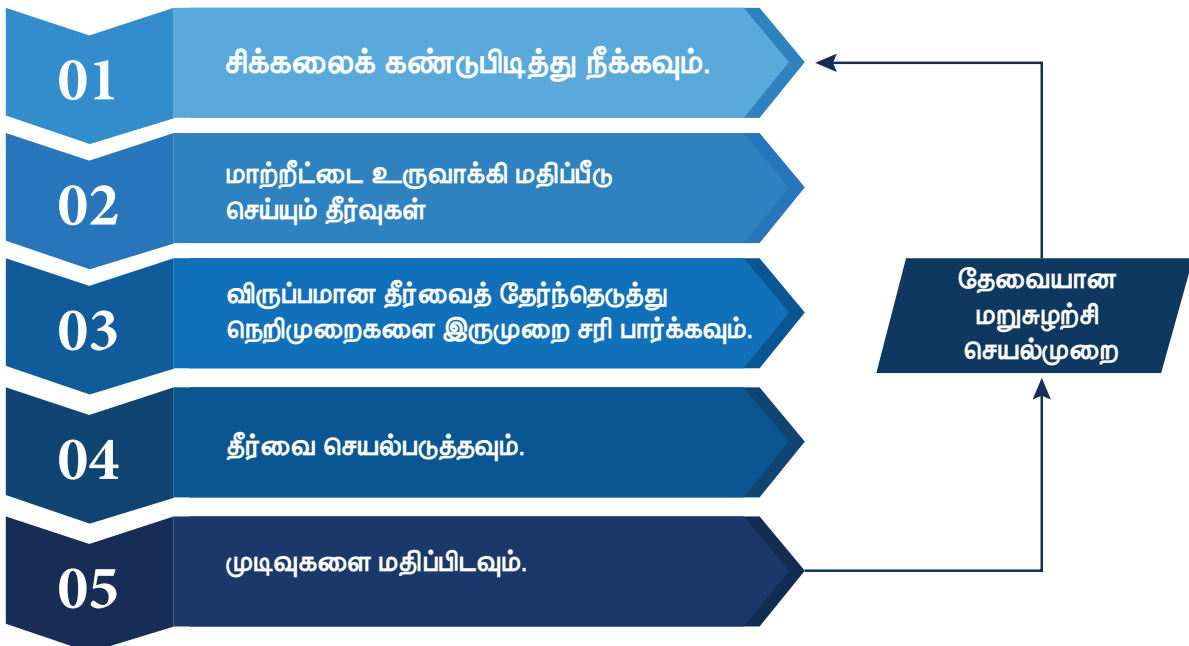 01
சிக்கலைக் கண்டுபிடித்து நீக்கவும்.
02
மாற்றீட்டை உருவாக்கி மதிப்பீடு
செய்யும் தீர்வுகள்
03
விருப்பமான தீர்வைத் தேர்ந்தெடுத்து
நெறிமுறைகளை இருமுறை சரி பார்க்கவும்.
04
தீர்வை செயல்படுத்தவும்.
05
முடிவுகளை மதிப்பிடவும்.
தேவையான
மறுசுழற்சி
செயல்முறை